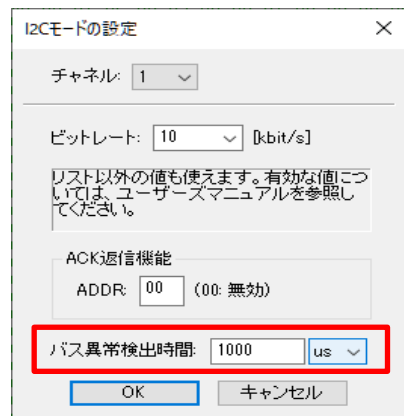 I2Cモードの設定
チャネル: 1
ビットレート: 10 [kbit/s]
リスト以外の値も使えます。有効な値につ
いては、ユーザーズマニュアルを参照し
てください。
ACK返信機能
ADDR: 00 (00: 無効)
バス異常検出時間: 1000 us
OK キャンセル